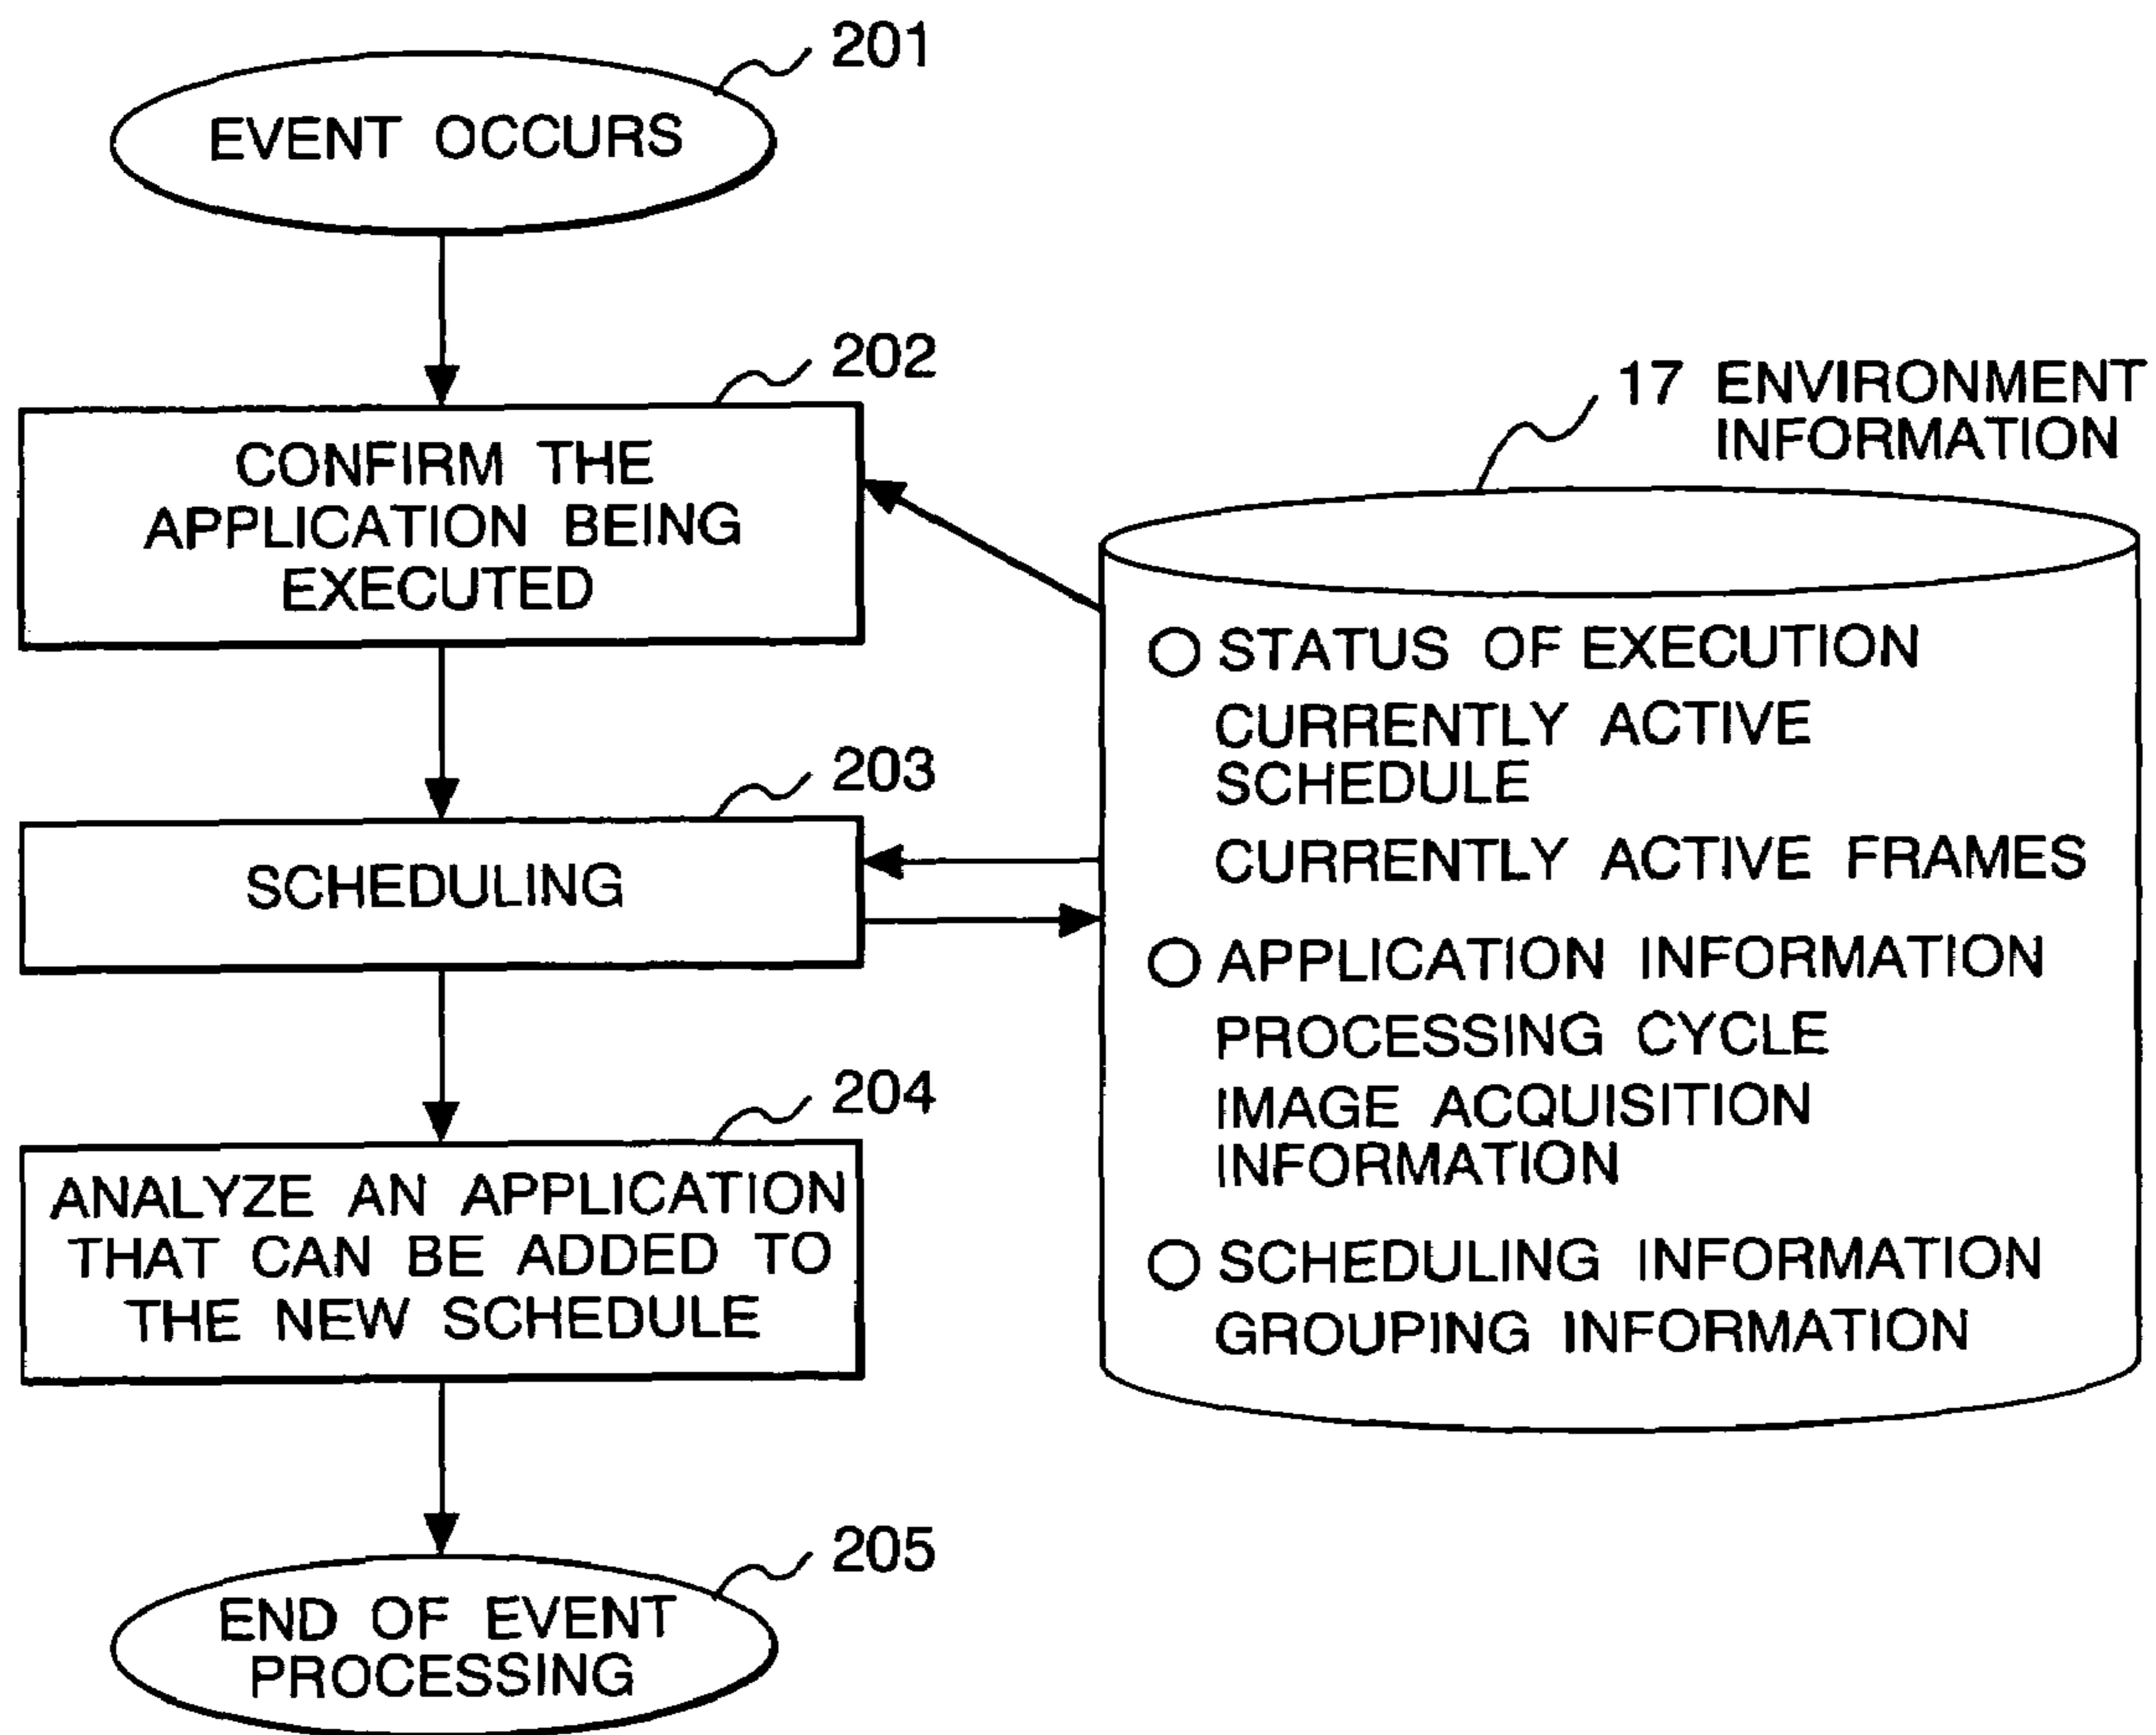 201
EVENT OCCURS
202
CONFIRM THE
APPLICATION BEING
EXECUTED
203
SCHEDULING
204
ANALYZE AN APPLICATION
THAT CAN BE ADDED TO
THE NEW SCHEDULE
205
END OF EVENT
PROCESSING
17 ENVIRONMENT
INFORMATION
○ STATUS OF EXECUTION
CURRENTLY ACTIVE
SCHEDULE
CURRENTLY ACTIVE FRAMES
○ APPLICATION INFORMATION
PROCESSING CYCLE
IMAGE ACQUISITION
INFORMATION
○ SCHEDULING INFORMATION
GROUPING INFORMATION